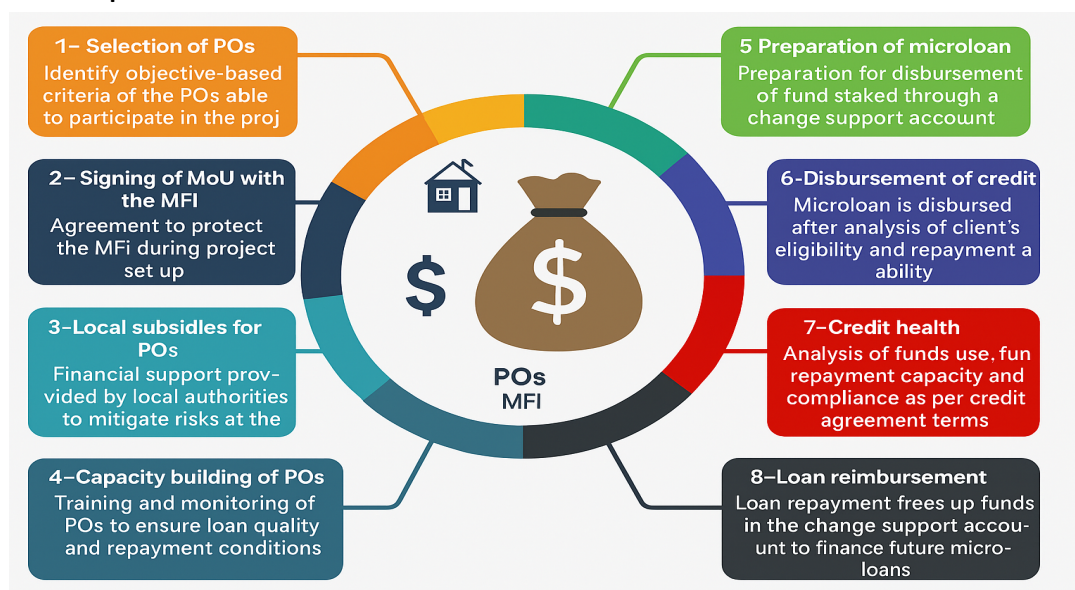 1– Selection of POs
Identify objective-based
criteria of the POs able
to participate in the proj
2– Signing of MoU with
the MFI
Agreement to protect
the MFi during project
set up
3–Local subsidles for
POs
Financial support prov-
vided by local authorities
to mitigate risks at the
4–Capacity building of POs
Training and monitoring of
POs to ensure loan quality
and repayment conditions
$
$
POs
MFI
5 Preparation of microloan
Preparation for disbursement
of fund staked through a
change support account
6-Disbursement of credit
Microloan is disbursed
after analysis of client's
eligibility and repayment a
ability
7–Credit health
Analysis of funds use, fun
repayment capacity and
compliance as per credit
agreement terms
8–Loan reimbursement
Loan repayment frees up funds
in the change support accou-
unt to finance future micro-
loans